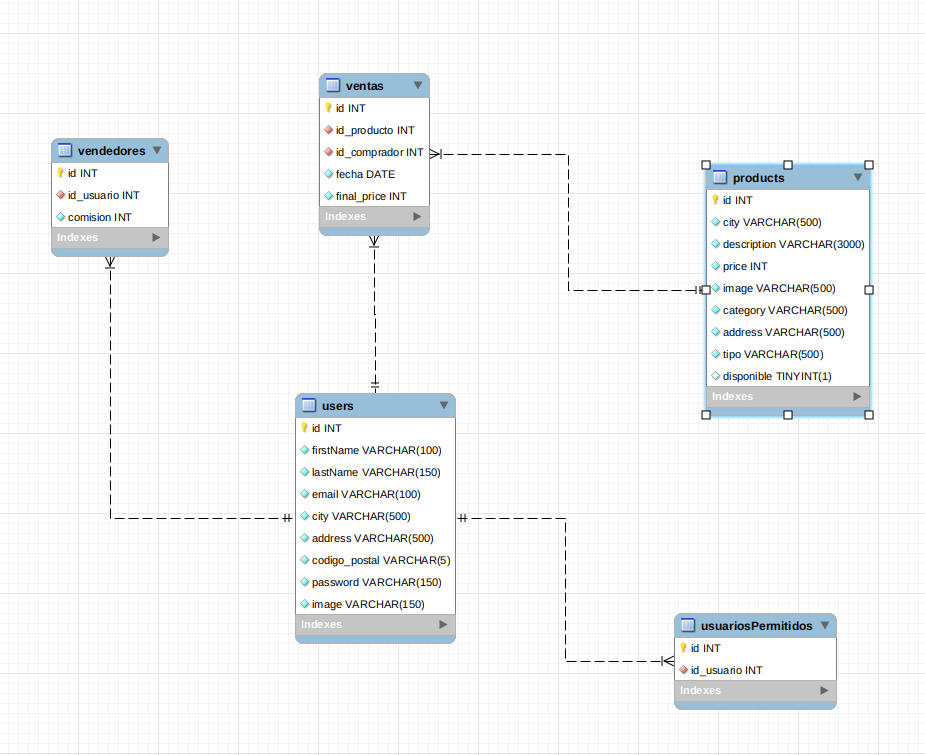 vendedores
id INT
id_usuario INT
comision INT
Indexes
ventas
id INT
id_producto INT
id_comprador INT
fecha DATE
final_price INT
Indexes
products
id INT
city VARCHAR(500)
description VARCHAR(3000)
price INT
image VARCHAR(500)
category VARCHAR(500)
address VARCHAR(500)
tipo VARCHAR(500)
disponible TINYINT(1)
Indexes
users
id INT
firstName VARCHAR(100)
lastName VARCHAR(150)
email VARCHAR(100)
city VARCHAR(500)
address VARCHAR(500)
codigo_postal VARCHAR(5)
password VARCHAR(150)
image VARCHAR(150)
Indexes
usuariosPermitidos
id INT
id_usuario INT
Indexes